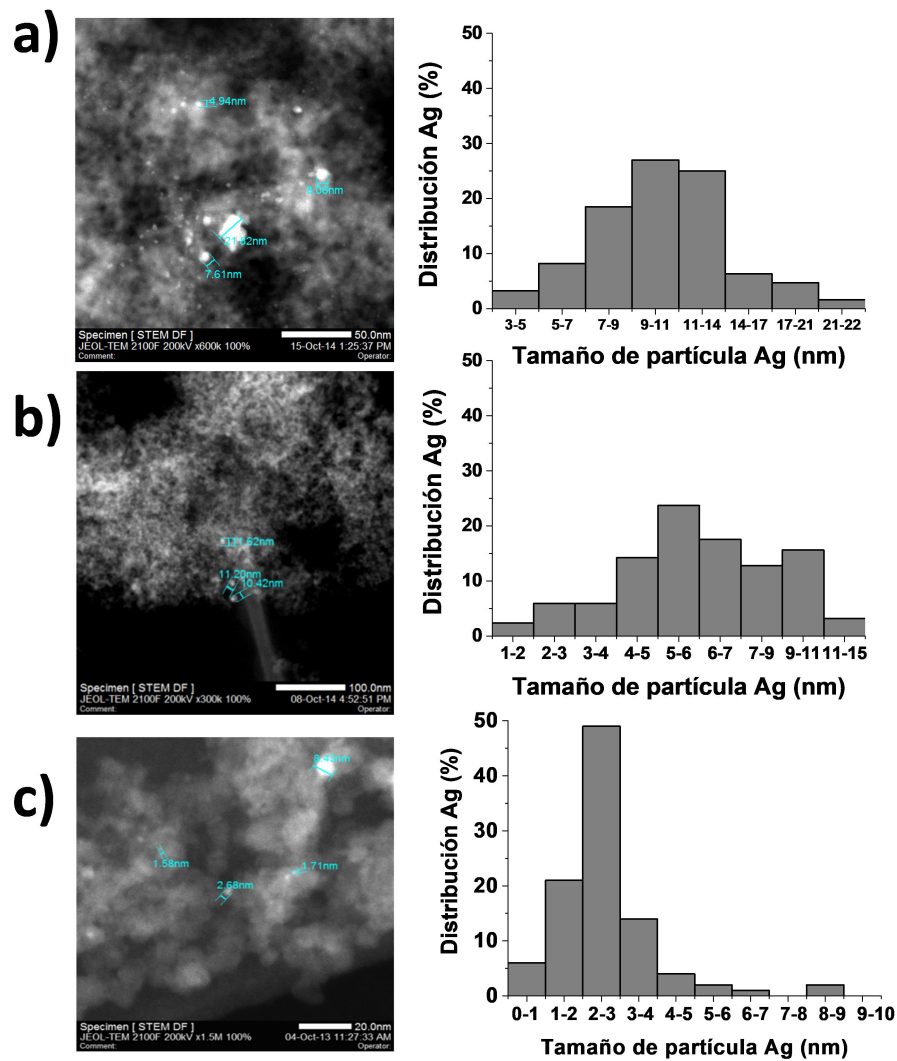 a)
4.94nm
21.82nm
7.61nm
Specimen [ STEM DF ]
50.0nm
JEOL-TEM 2100F 200kV x600k 100%
15-Oct-14 1:25:37 PM
Comment:
Operator:
Distribución Ag (%)
50
40
30
20
10
0
3-5 5-7 7-9 9-11 11-14 14-17 17-21 21-22
Tamaño de partícula Ag (nm)
b)
11.20nm
10.42nm
Specimen [ STEM DF ]
100.0nm
JEOL-TEM 2100F 200kV x300k 100%
08-Oct-14 4:52:51 PM
Comment:
Operator:
Distribución Ag (%)
50
40
30
20
10
0
1-2 2-3 3-4 4-5 5-6 6-7 7-9 9-11 11-15
Tamaño de partícula Ag (nm)
c)
1.58nm
1.71nm
2.68nm
Specimen [ STEM DF ]
20.0nm
JEOL-TEM 2100F 200kV x1.5M 100%
04-Oct-13 11:27:33 AM
Comment:
Operator:
Distribución Ag (%)
50
40
30
20
10
0
0-1 1-2 2-3 3-4 4-5 5-6 6-7 7-8 8-9 9-10
Tamaño de partícula Ag (nm)